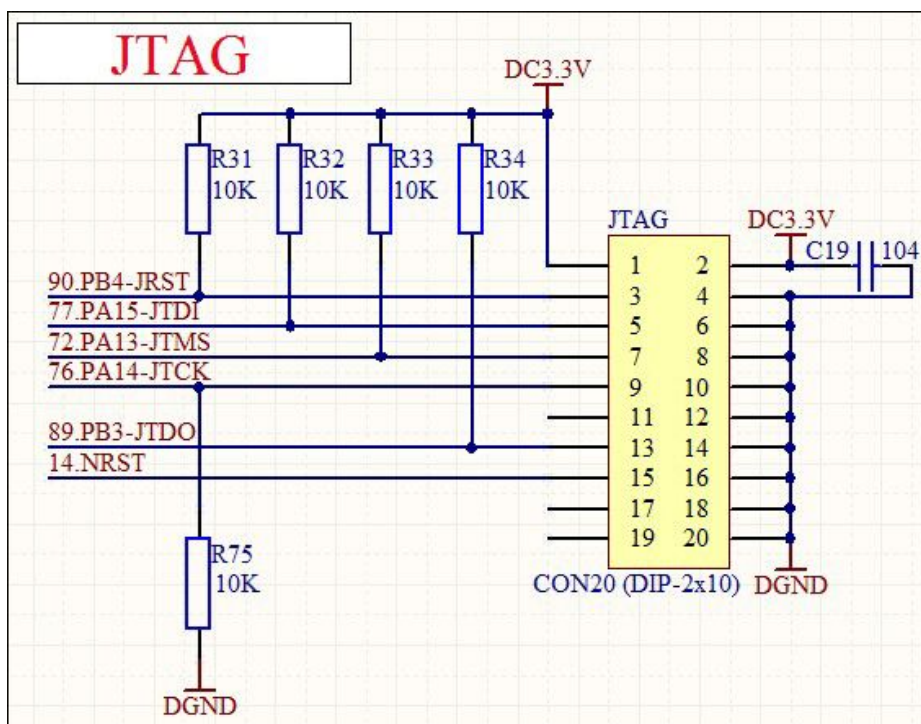 JTAG
DC3.3V
R31 R32 R33 R34
10K 10K 10K 10K
JTAG DC3.3V
C19 104
90.PB4-JRST
77.PA15-JTDI
72.PA13-JTMS
76.PA14-JTCK
89.PB3-JTDO
14.NRST
1 2
3 4
5 6
7 8
9 10
11 12
13 14
15 16
17 18
19 20
R75
10K
CON20 (DIP-2x10) DGND
DGND